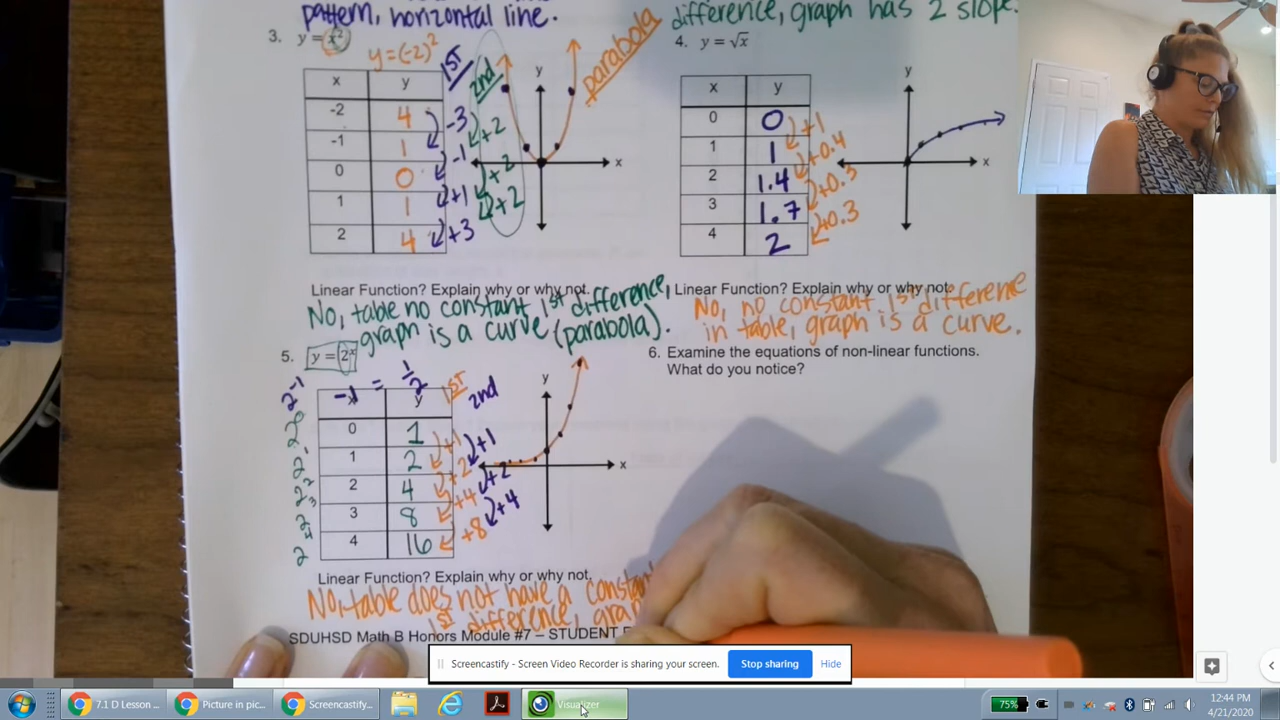 pattern, horizontal line.
difference, graph has 2 slope.
3. y = x²
y = (-2)²
1ST
2nd
parabola
x y
-2 4
-1 1
0 0
1 1
2 4
-3
-1
+1
+3
+2
+2
+2
y
x
Linear Function? Explain why or why not.
No, table no constant 1st difference,
graph is a curve (parabola).
4. y = √x
x y
0 0
1 1
2 1.4
3 1.7
4 2
+1
+0.4
+0.3
+0.3
y
x
Linear Function? Explain why or why not.
No, no constant 1st difference
in table, graph is a curve.
5. y = 2ˣ
2⁻¹ -1 = 1/2
1ST
2nd
y
2⁰ 0 1
2¹ 1 2
2² 2 4
2³ 3 8
2⁴ 4 16
+1
+2
+4
+8
+1
+2
+4
y
x
Linear Function? Explain why or why not.
No, table does not have a constant
1st difference, gra
SDUHSD Math B Honors Module #7 – STUDENT
6. Examine the equations of non-linear functions.
What do you notice?
Screencastify - Screen Video Recorder is sharing your screen. Stop sharing Hide
7.1 D Lesson ... Picture in pic... Screencastify... Visualizer
75% 12:44 PM
4/21/2020